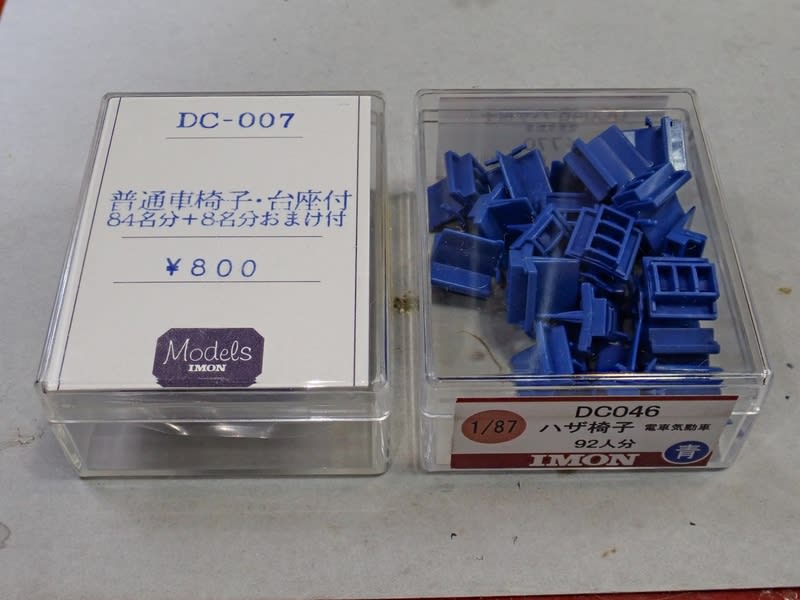 DC-007
普通車椅子・台座付
84名分+8名分おまけ付
¥800
Models
IMON
1/87
DC046
ハザ椅子 電車気動車
92人分
IMON
青